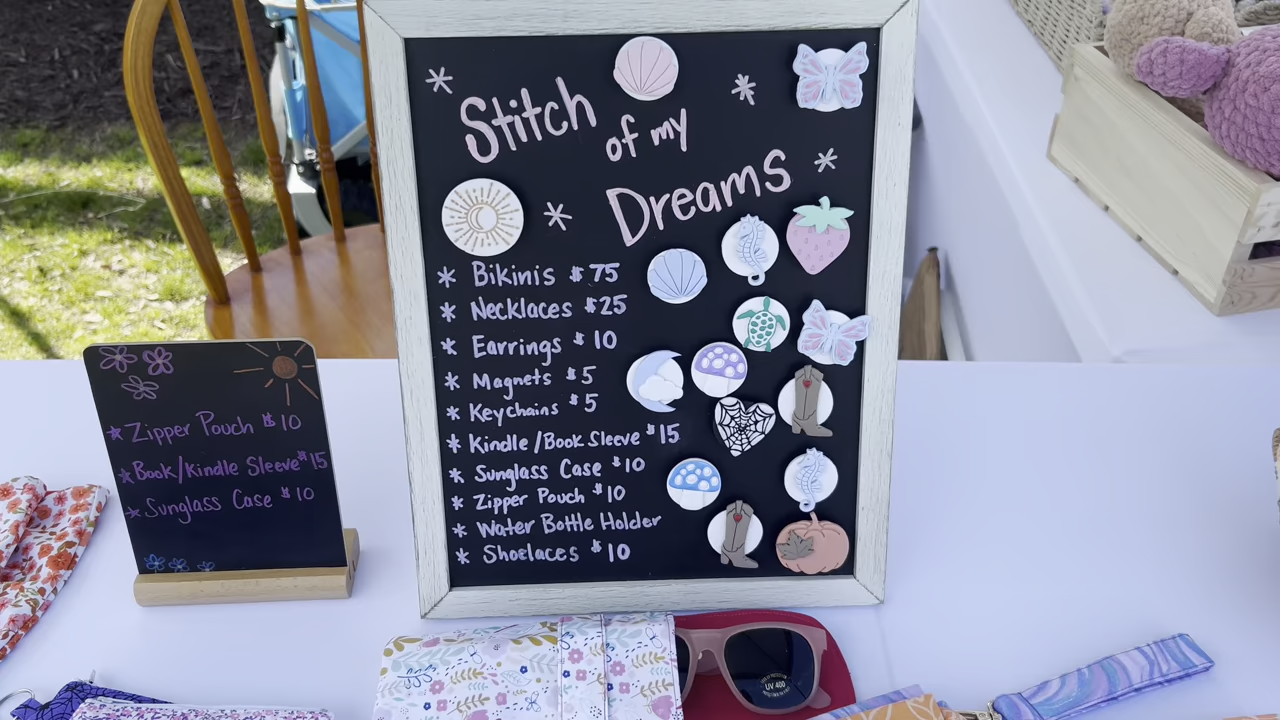 Stitch
of my
Dreams
* Bikinis $75
* Necklaces $25
* Earrings $10
* Magnets $5
* Keychains $5
* Kindle/Book Sleeve $15
* Sunglass Case $10
* Zipper Pouch $10
* Water Bottle Holder
* Shoelaces $10
* Zipper Pouch $10
* Book/Kindle Sleeve $15
* Sunglass Case $10
UV 400